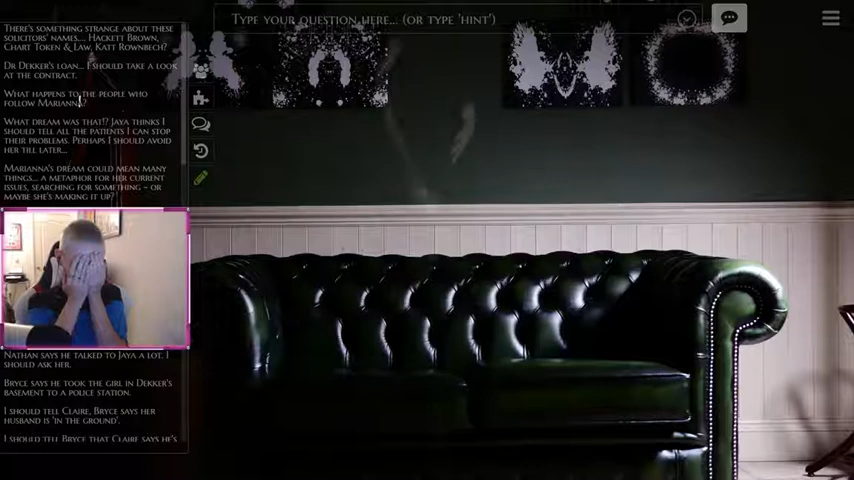 Type your question here... (or type 'hint')
There's something strange about these
solicitors' names.... Hackett Brown,
Chart Token & Law, Katt Rownbech?
Dr Dekker's loan... I should take a look
at the contract.
What happens to the people who
follow Marianna?
What dream was that!? Jaya thinks I
should tell all the patients I can stop
their problems. Perhaps I should avoid
her till later...
Marianna's dream could mean many
things... a metaphor for her current
issues, searching for something – or
maybe she's making it up?
Nathan says he talked to Jaya a lot. I
should ask her.
Bryce says he took the girl in Dekker's
basement to a police station.
I should tell Claire, Bryce says her
husband is 'in the ground'.
I should tell Bryce that Claire says he's